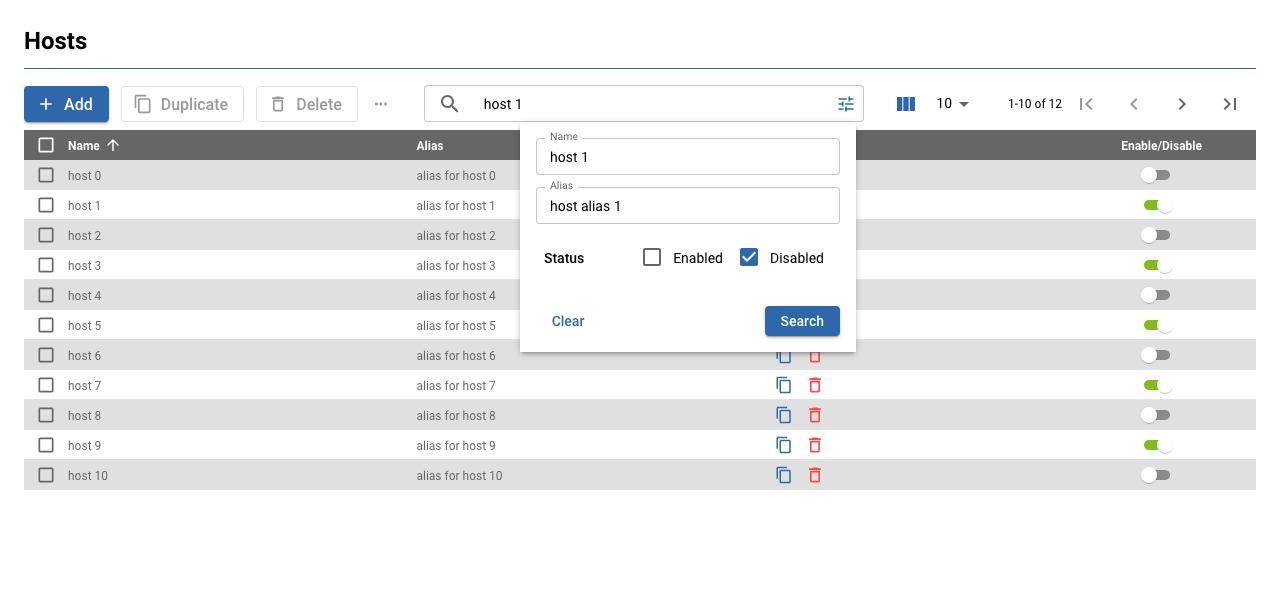 Hosts
Add Duplicate Delete host 1 10 1-10 of 12
Name Alias Enable/Disable
Name
host 1
Alias
host alias 1
Status Enabled Disabled
Clear Search
host 0 alias for host 0
host 1 alias for host 1
host 2 alias for host 2
host 3 alias for host 3
host 4 alias for host 4
host 5 alias for host 5
host 6 alias for host 6
host 7 alias for host 7
host 8 alias for host 8
host 9 alias for host 9
host 10 alias for host 10